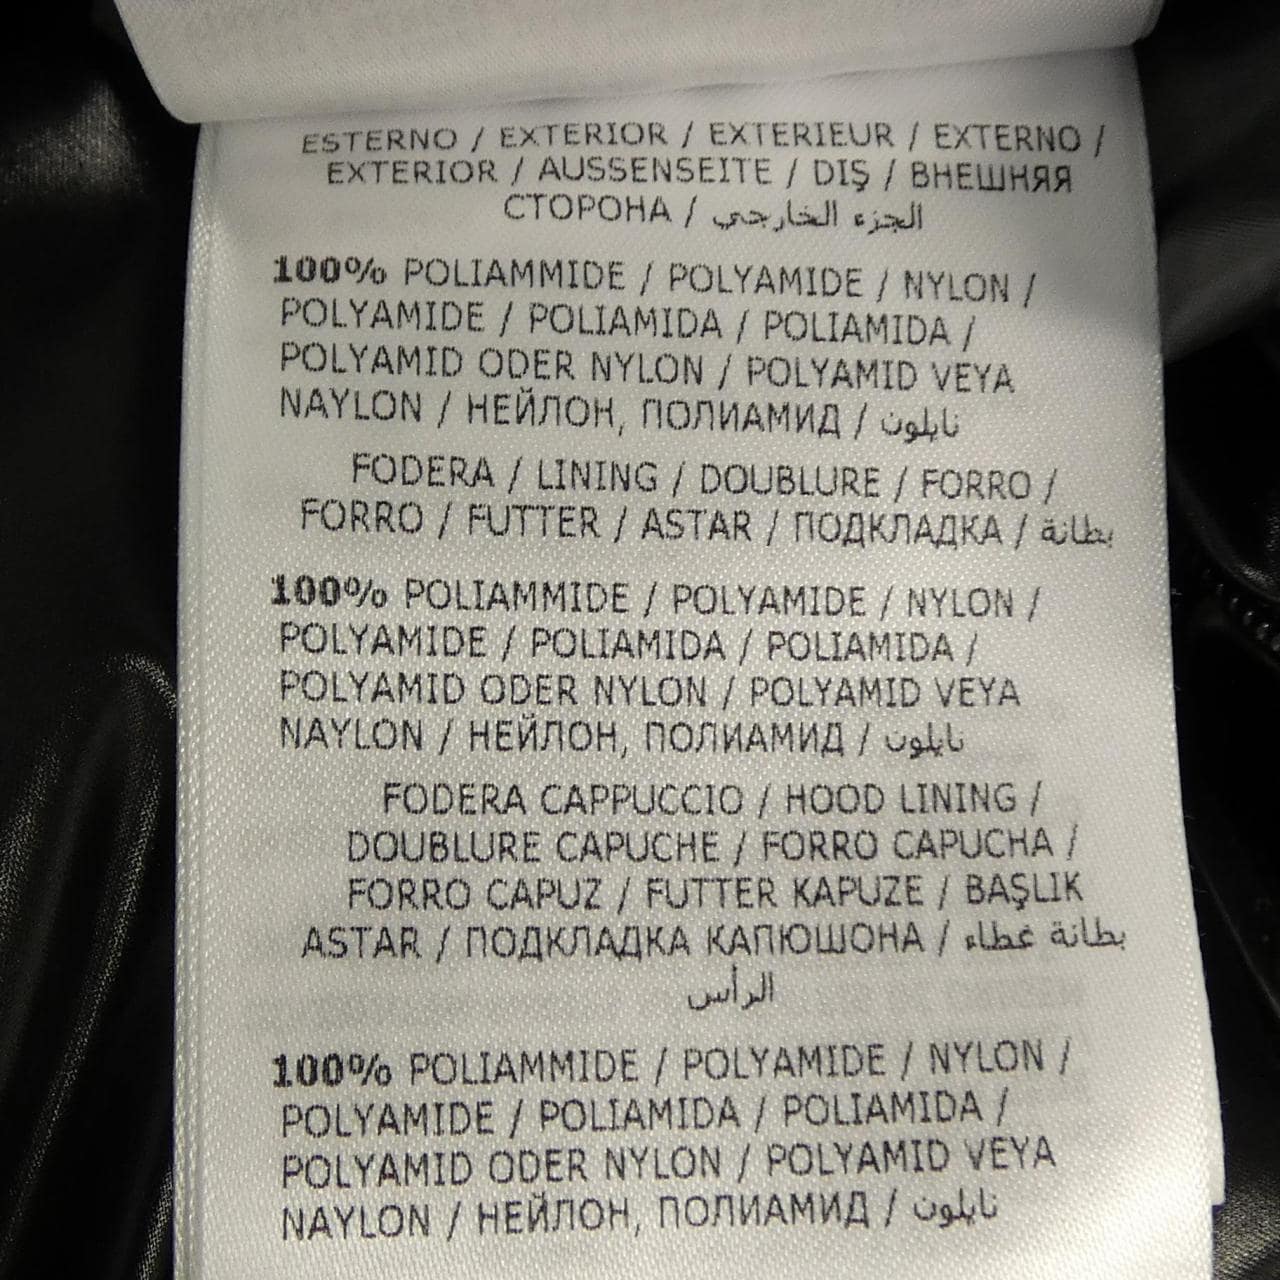 ESTERNO / EXTERIOR / EXTERIEUR / EXTERNO /
EXTERIOR / AUSSENSEITE / DIŞ / ВНЕШНЯЯ
СТОРОНА / الجزء الخارجي
100% POLIAMMIDE / POLYAMIDE / NYLON /
POLYAMIDE / POLIAMIDA / POLIAMIDA /
POLYAMID ODER NYLON / POLYAMID VEYA
NAYLON / НЕЙЛОН, ПОЛИАМИД / نايلون
FODERA / LINING / DOUBLURE / FORRO /
FORRO / FUTTER / ASTAR / ПОДКЛАДКА / بطانة
100% POLIAMMIDE / POLYAMIDE / NYLON /
POLYAMIDE / POLIAMIDA / POLIAMIDA /
POLYAMID ODER NYLON / POLYAMID VEYA
NAYLON / НЕЙЛОН, ПОЛИАМИД / نايلون
FODERA CAPPUCCIO / HOOD LINING /
DOUBLURE CAPUCHE / FORRO CAPUCHA /
FORRO CAPUZ / FUTTER KAPUZE / BAŞLIK
ASTAR / ПОДКЛАДКА КАПЮШОНА / بطانة غطاء
الرأس
100% POLIAMMIDE / POLYAMIDE / NYLON /
POLYAMIDE / POLIAMIDA / POLIAMIDA /
POLYAMID ODER NYLON / POLYAMID VEYA
NAYLON / НЕЙЛОН, ПОЛИАМИД / نايلون